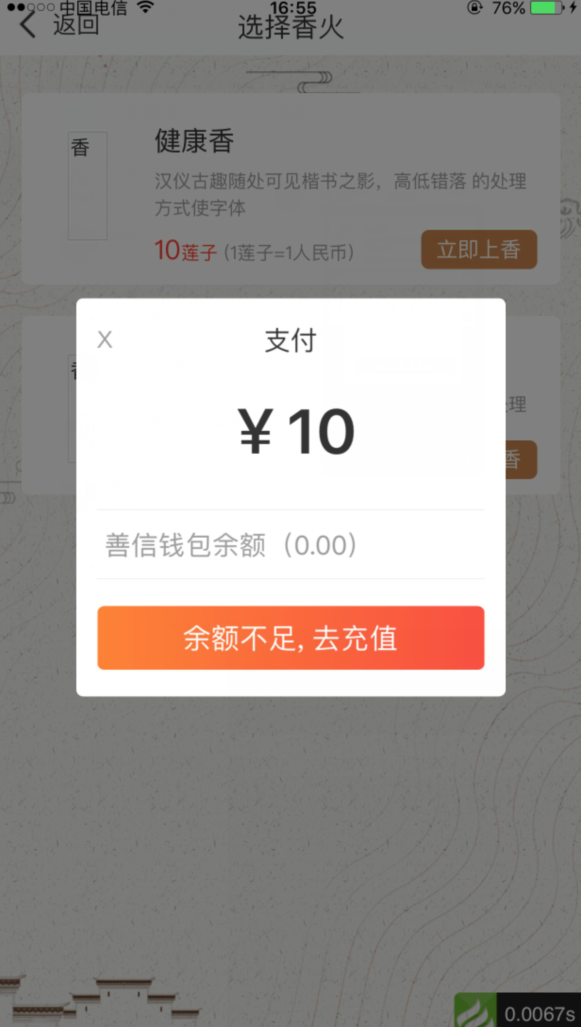 中国电信 16:55 76%
返回 选择香火
香
健康香
汉仪古趣随处可见楷书之影，高低错落 的处理
方式使字体
10莲子 (1莲子=1人民币)
立即上香
X 支付
处理
¥10
香
善信钱包余额（0.00）
余额不足, 去充值
0.0067s